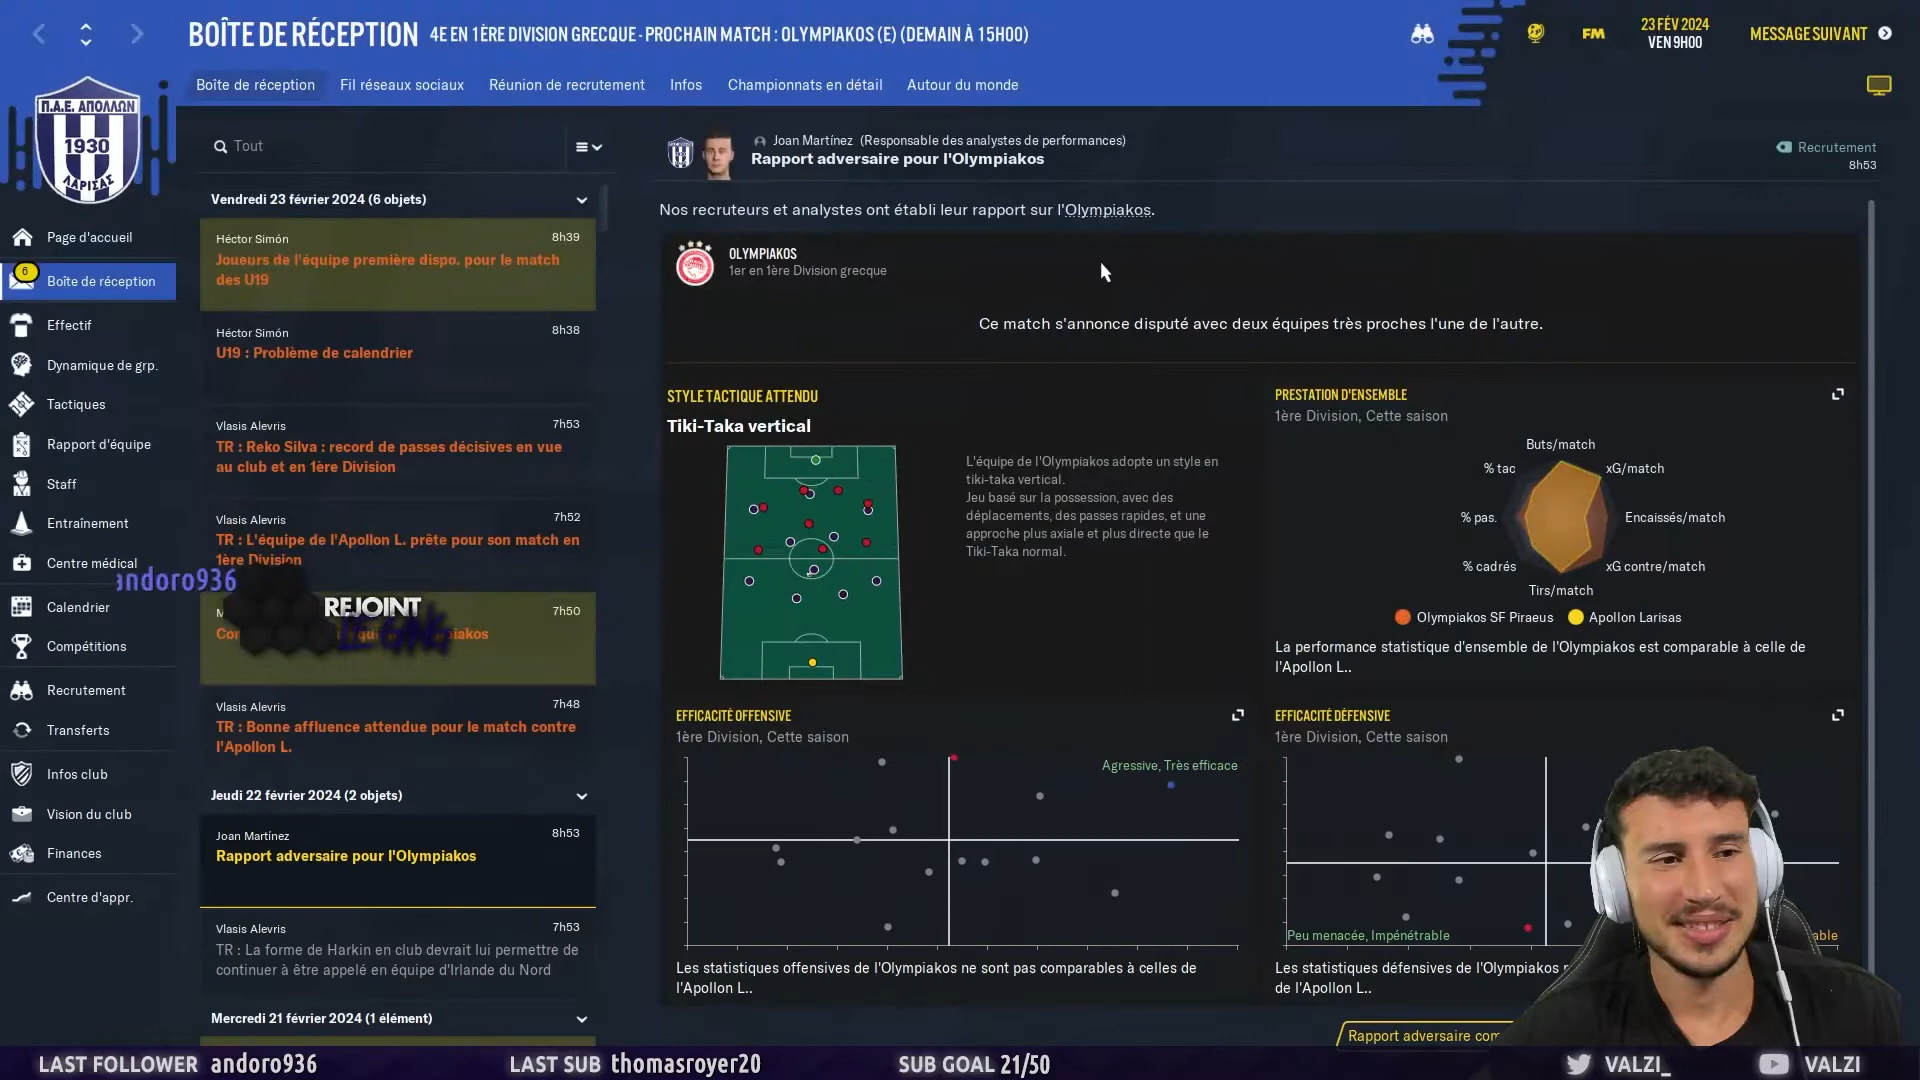 BOÎTE DE RÉCEPTION
4E EN 1ÈRE DIVISION GRECQUE - PROCHAIN MATCH : OLYMPIAKOS (E) (DEMAIN À 15H00)
FM
23 FÉV 2024
VEN 9H00
MESSAGE SUIVANT
Boîte de réception
Fil réseaux sociaux
Réunion de recrutement
Infos
Championnats en détail
Autour du monde
Π.Α.Ε. ΑΠΟΛΛΩΝ
1930
ΛΑΡΙΣΑΣ
6
Page d'accueil
Boîte de réception
Effectif
Dynamique de grp.
Tactiques
Rapport d'équipe
Staff
Entraînement
Centre médical
Calendrier
Compétitions
Recrutement
Transferts
Infos club
Vision du club
Finances
Centre d'appr.
Tout
Vendredi 23 février 2024 (6 objets)
Héctor Simón 8h39
Joueurs de l'équipe première dispo. pour le match
des U19
Héctor Simón 8h38
U19 : Problème de calendrier
Vlasis Alevris 7h53
TR : Reko Silva : record de passes décisives en vue
au club et en 1ère Division
Vlasis Alevris 7h52
TR : L'équipe de l'Apollon L. prête pour son match en
1ère Division
andoro936
REJOINT
7h50
Vlasis Alevris 7h48
TR : Bonne affluence attendue pour le match contre
l'Apollon L.
Jeudi 22 février 2024 (2 objets)
Joan Martínez 8h53
Rapport adversaire pour l'Olympiakos
Vlasis Alevris 7h53
TR : La forme de Harkin en club devrait lui permettre de
continuer à être appelé en équipe d'Irlande du Nord
Mercredi 21 février 2024 (1 élément)
Joan Martínez (Responsable des analystes de performances)
Rapport adversaire pour l'Olympiakos
Recrutement
8h53
Nos recruteurs et analystes ont établi leur rapport sur l'Olympiakos.
OLYMPIAKOS
1er en 1ère Division grecque
Ce match s'annonce disputé avec deux équipes très proches l'une de l'autre.
STYLE TACTIQUE ATTENDU
Tiki-Taka vertical
L'équipe de l'Olympiakos adopte un style en
tiki-taka vertical.
Jeu basé sur la possession, avec des
déplacements, des passes rapides, et une
approche plus axiale et plus directe que le
Tiki-Taka normal.
PRESTATION D'ENSEMBLE
1ère Division, Cette saison
Buts/match
xG/match
Encaissés/match
xG contre/match
Tirs/match
% cadrés
% pas.
% tac
Olympiakos SF Piraeus
Apollon Larisas
La performance statistique d'ensemble de l'Olympiakos est comparable à celle de
l'Apollon L..
EFFICACITÉ OFFENSIVE
1ère Division, Cette saison
Agressive, Très efficace
Les statistiques offensives de l'Olympiakos ne sont pas comparables à celles de
l'Apollon L..
EFFICACITÉ DÉFENSIVE
1ère Division, Cette saison
Peu menacée, Impénétrable
Les statistiques défensives de l'Olympiakos
de l'Apollon L..
Rapport adversaire
LAST FOLLOWER andoro936
LAST SUB thomasroyer20
SUB GOAL 21/50
VALZI_
VALZI